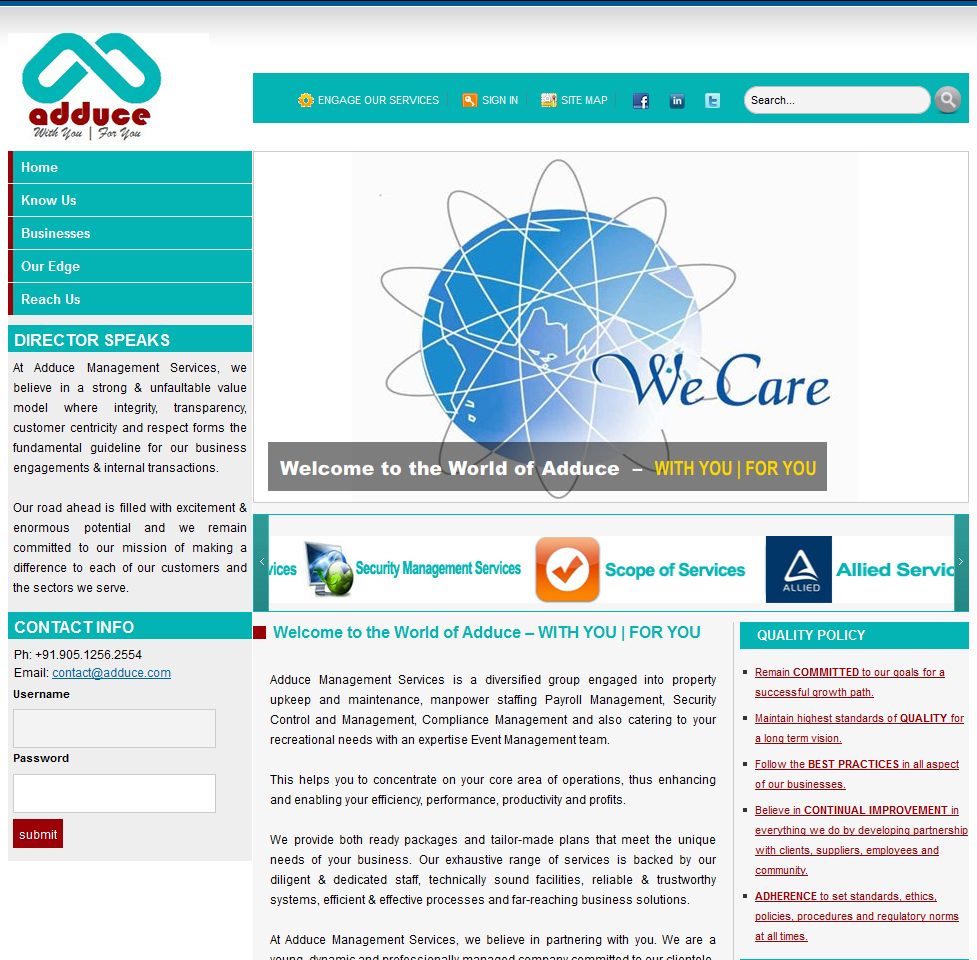 adduce
With You | For You
ENGAGE OUR SERVICES
SIGN IN
SITE MAP
Search...
Home
Know Us
Businesses
Our Edge
Reach Us
DIRECTOR SPEAKS
At Adduce Management Services, we
believe in a strong & unfaultable value
model where integrity, transparency,
customer centricity and respect forms the
fundamental guideline for our business
engagements & internal transactions.
Our road ahead is filled with excitement &
enormous potential and we remain
committed to our mission of making a
difference to each of our customers and
the sectors we serve.
CONTACT INFO
Ph: +91.905.1256.2554
Email: contact@adduce.com
Username
Password
submit
We Care
Welcome to the World of Adduce – WITH YOU | FOR YOU
vices
Security Management Services
Scope of Services
ALLIED
Allied Servic
Welcome to the World of Adduce – WITH YOU | FOR YOU
Adduce Management Services is a diversified group engaged into property
upkeep and maintenance, manpower staffing Payroll Management, Security
Control and Management, Compliance Management and also catering to your
recreational needs with an expertise Event Management team.
This helps you to concentrate on your core area of operations, thus enhancing
and enabling your efficiency, performance, productivity and profits.
We provide both ready packages and tailor-made plans that meet the unique
needs of your business. Our exhaustive range of services is backed by our
diligent & dedicated staff, technically sound facilities, reliable & trustworthy
systems, efficient & effective processes and far-reaching business solutions.
At Adduce Management Services, we believe in partnering with you. We are a
young, dynamic and professionally managed company committed to our clientele.
QUALITY POLICY
Remain COMMITTED to our goals for a
successful growth path.
Maintain highest standards of QUALITY for
a long term vision.
Follow the BEST PRACTICES in all aspect
of our businesses.
Believe in CONTINUAL IMPROVEMENT in
everything we do by developing partnership
with clients, suppliers, employees and
community.
ADHERENCE to set standards, ethics,
policies, procedures and regulatory norms
at all times.